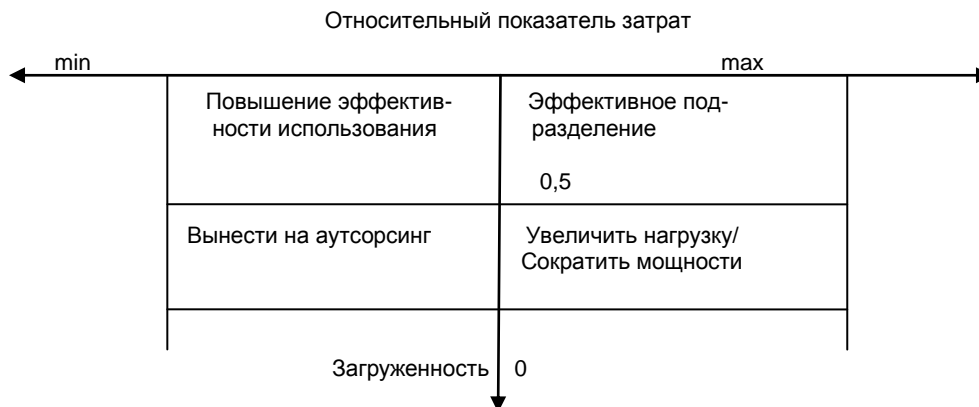 Относительный показатель затрат
min
max
Повышение эффектив-
ности использования
Эффективное под-
разделение
0,5
Вынести на аутсорсинг
Увеличить нагрузку/
Сократить мощности
Загруженность
0